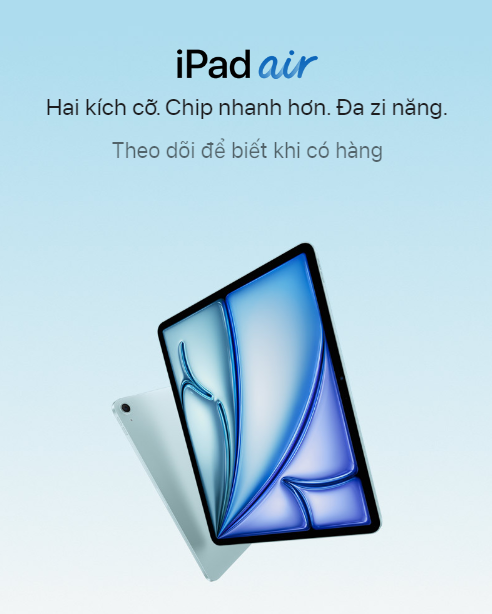 iPad air
Hai kích cỡ. Chip nhanh hơn. Đa zi năng.
Theo dõi để biết khi có hàng